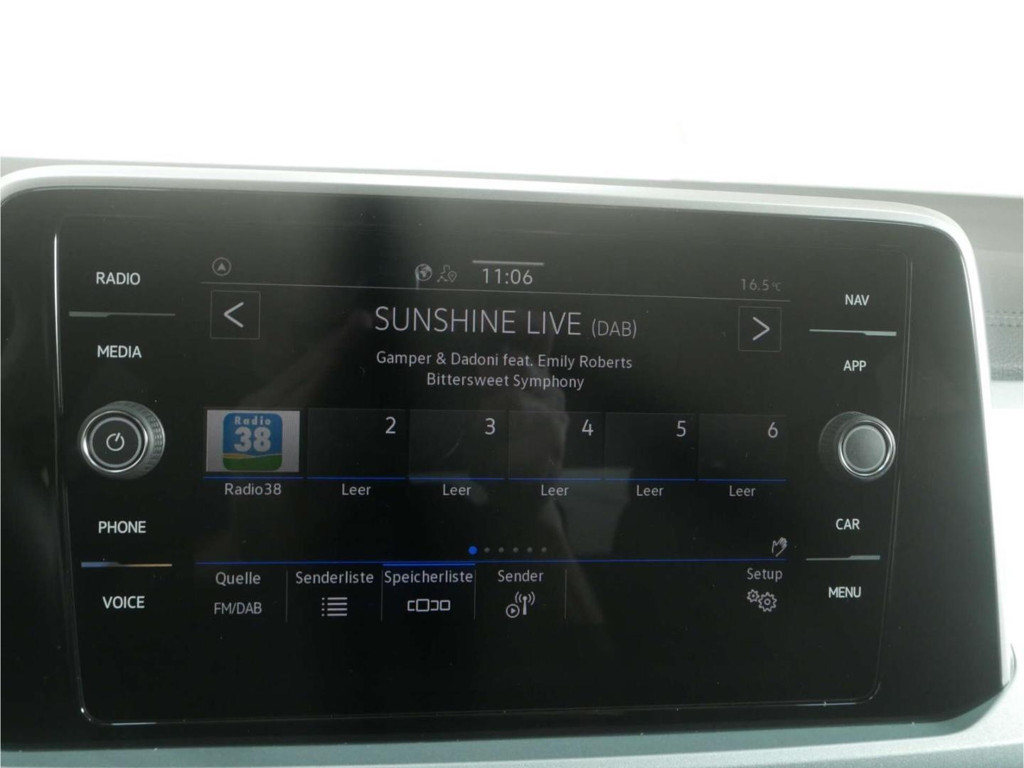 RADIO
MEDIA
PHONE
VOICE
11:06
16.5°C
SUNSHINE LIVE (DAB)
Gamper & Dadoni feat. Emily Roberts
Bittersweet Symphony
Radio
38
2
3
4
5
6
Radio38
Leer
Leer
Leer
Leer
Leer
Quelle
FM/DAB
Senderliste
Speicherliste
Sender
Setup
NAV
APP
CAR
MENU